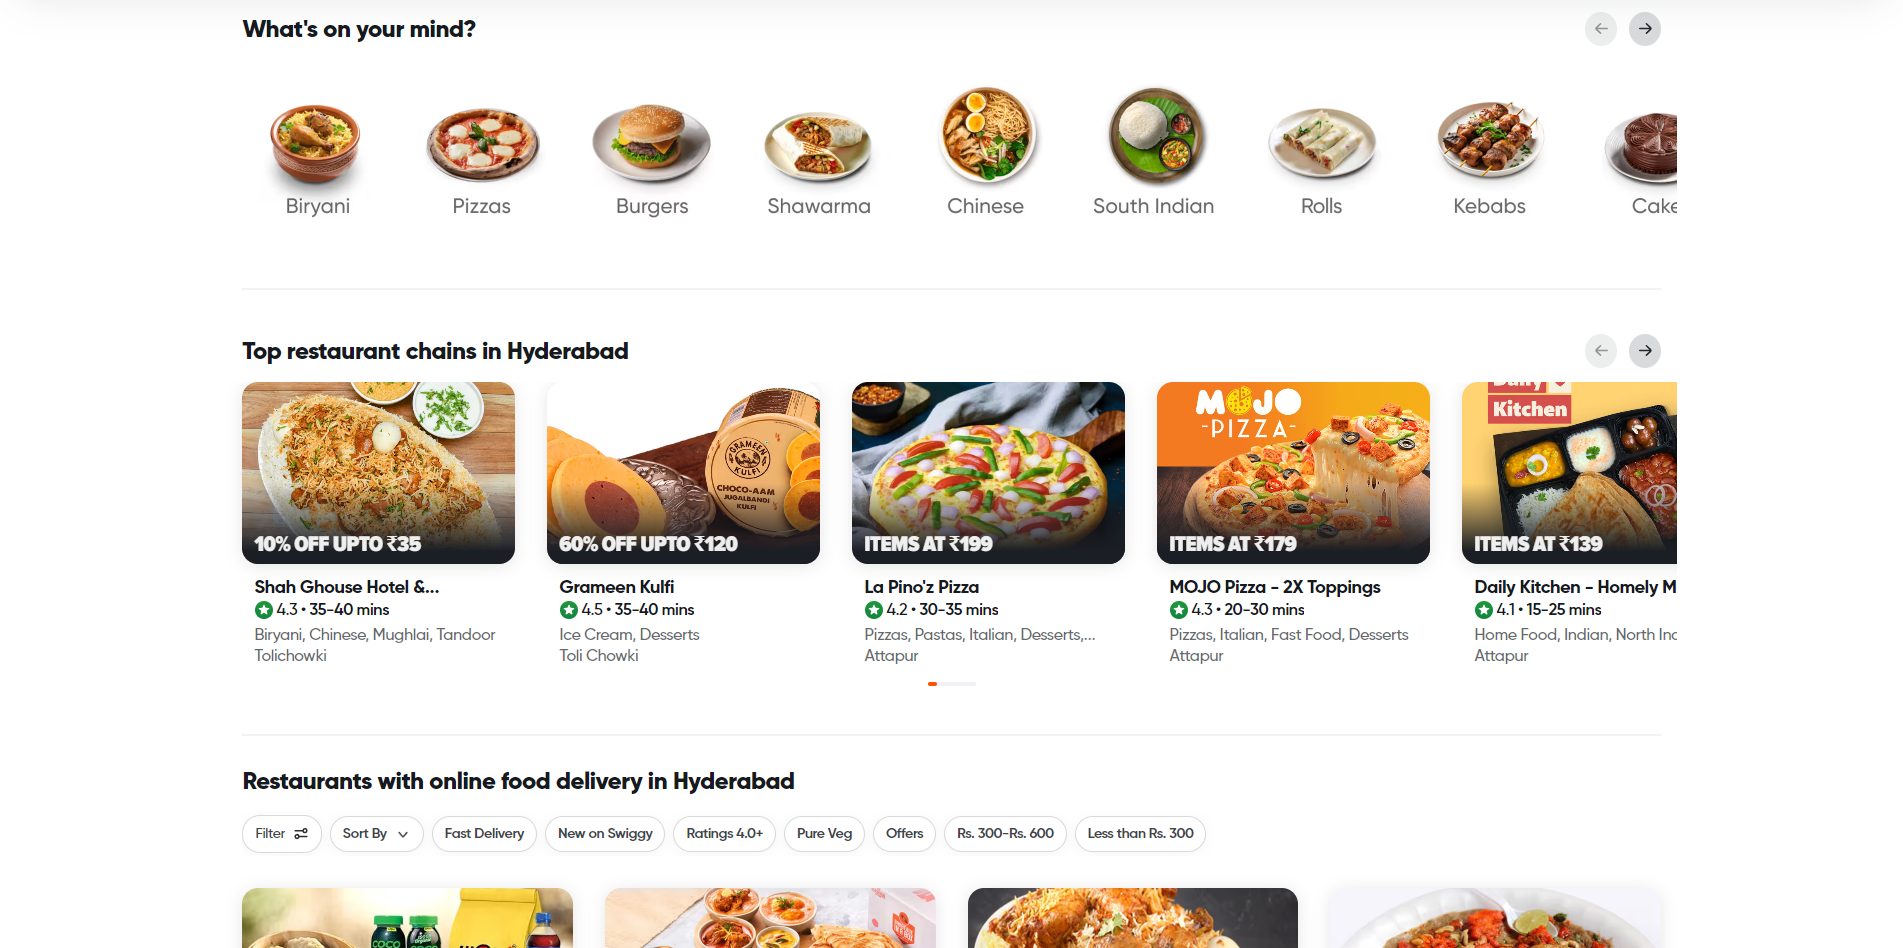 What's on your mind?
Biryani
Pizzas
Burgers
Shawarma
Chinese
South Indian
Rolls
Kebabs
Cake
Top restaurant chains in Hyderabad
10% OFF UPTO ₹35
Shah Ghouse Hotel &...
4.3 • 35-40 mins
Biryani, Chinese, Mughlai, Tandoor
Tolichowki
GRAMEEN
KULFI
CHOCO-AAM
JUGALBANDI
KULFI
60% OFF UPTO ₹120
Grameen Kulfi
4.5 • 35-40 mins
Ice Cream, Desserts
Toli Chowki
ITEMS AT ₹199
La Pino'z Pizza
4.2 • 30-35 mins
Pizzas, Pastas, Italian, Desserts,...
Attapur
MOJO
-PIZZA-
ITEMS AT ₹179
MOJO Pizza - 2X Toppings
4.3 • 20-30 mins
Pizzas, Italian, Fast Food, Desserts
Attapur
Daily
Kitchen
ITEMS AT ₹139
Daily Kitchen - Homely M
4.1 • 15-25 mins
Home Food, Indian, North Inc
Attapur
Restaurants with online food delivery in Hyderabad
Filter
Sort By
Fast Delivery
New on Swiggy
Ratings 4.0+
Pure Veg
Offers
Rs. 300-Rs. 600
Less than Rs. 300
COCO
COCO